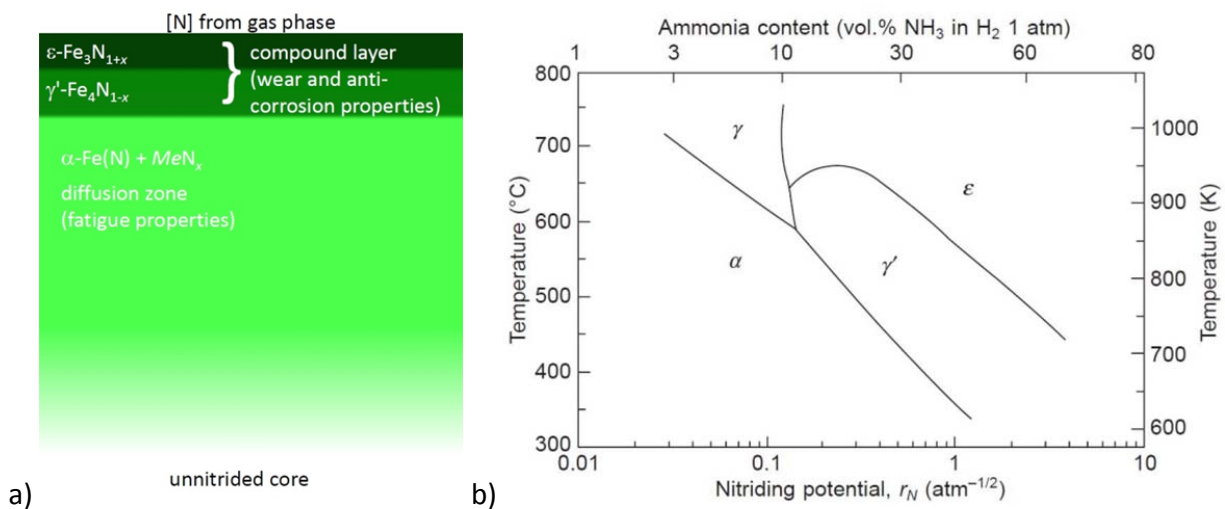 [N] from gas phase
ε-Fe₃N₁₊ₓ
compound layer
(wear and anti-
corrosion properties)
γ'-Fe₄N₁₋ₓ
α-Fe(N) + MeNₓ
diffusion zone
(fatigue properties)
unnitrided core
a)
b)
Ammonia content (vol.% NH₃ in H₂ 1 atm)
1 3 10 30 60 80
800
700
600
500
400
300
Temperature (°C)
γ
ε
α
γ'
1000
900
800
700
600
Temperature (K)
0.01 0.1 1 10
Nitriding potential, r_N (atm⁻¹/²)